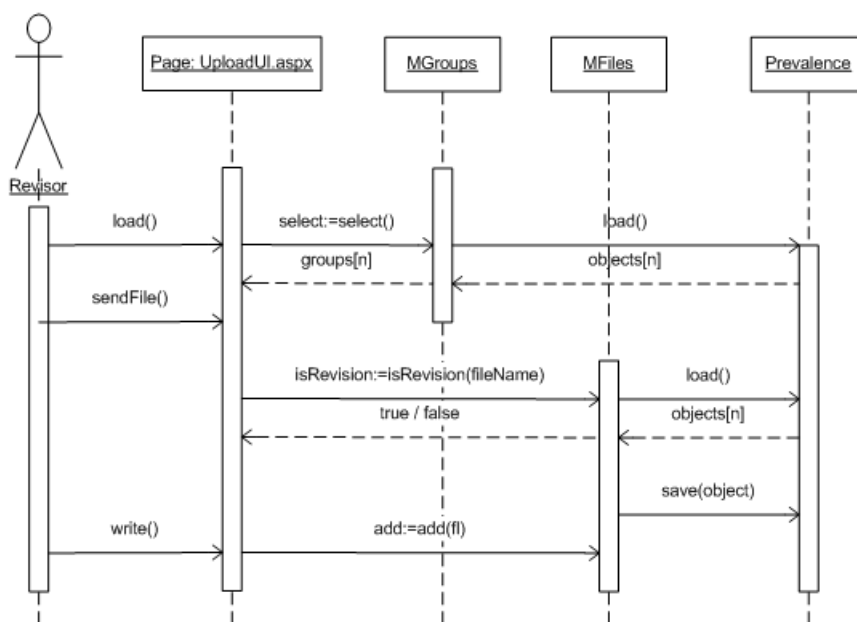 Page: UploadUI.aspx
MGroups
MFiles
Prevalence
Revisor
load()
select:=select()
load()
groups[n]
objects[n]
sendFile()
isRevision:=isRevision(fileName)
load()
true / false
objects[n]
save(object)
write()
add:=add(fl)